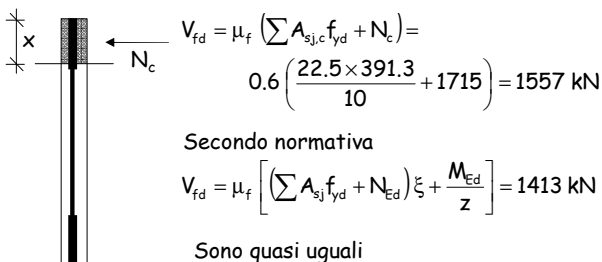 x
N_c
V_fd = μ_f (∑ A_sj,c f_yd + N_c) =
0.6 (22.5×391.3 / 10 + 1715) = 1557 kN
Secondo normativa
V_fd = μ_f [(∑ A_sj f_yd + N_Ed) ξ + M_Ed / z] = 1413 kN
Sono quasi uguali